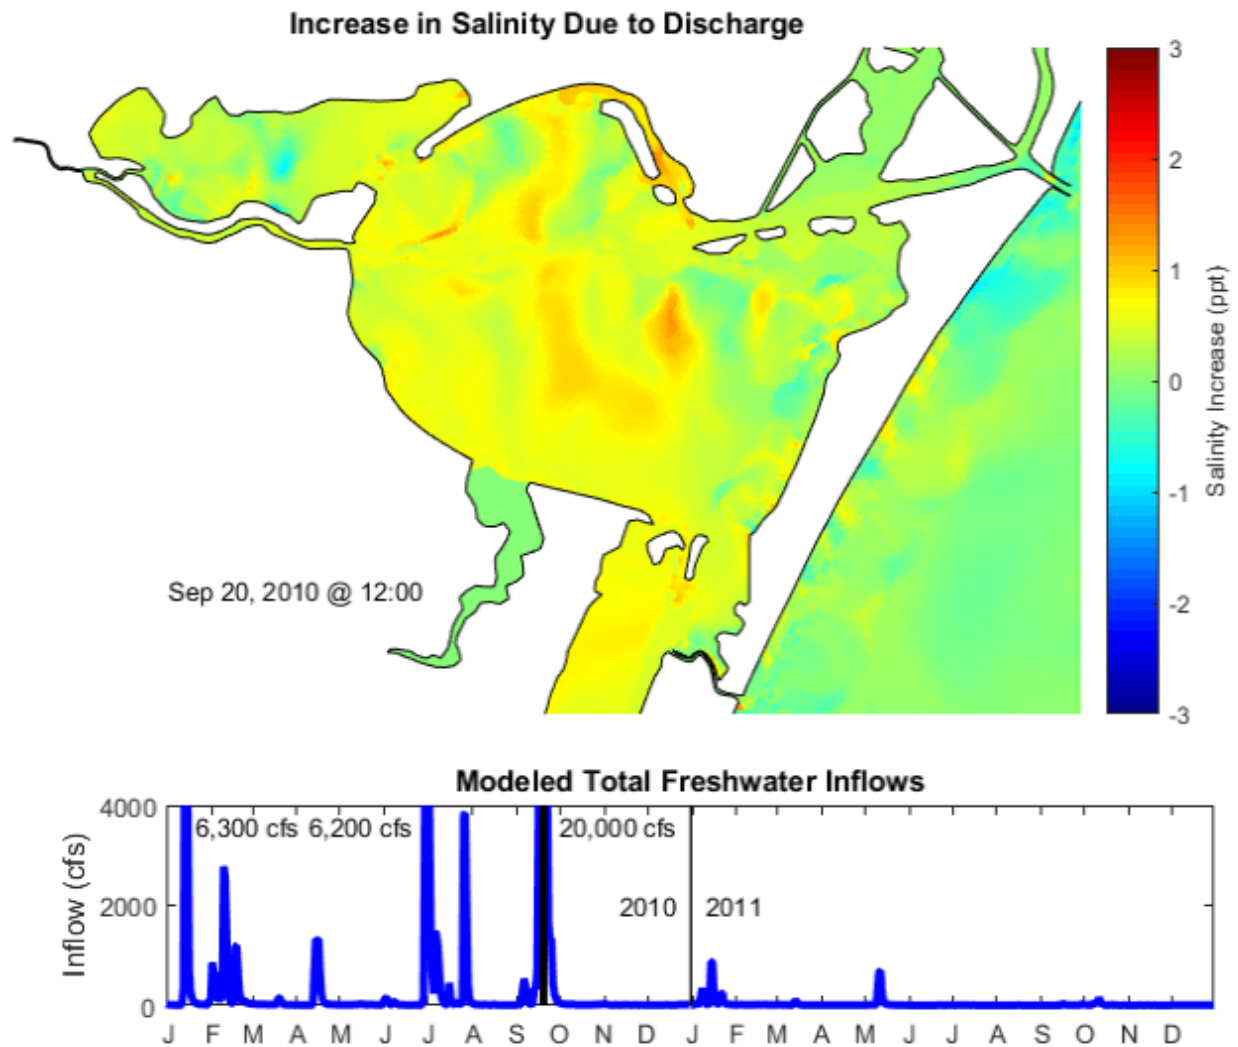 Increase in Salinity Due to Discharge
3
2
1
0
-1
-2
-3
Salinity Increase (ppt)
Sep 20, 2010 @ 12:00
Modeled Total Freshwater Inflows
4000
2000
0
Inflow (cfs)
6,300 cfs 6,200 cfs 20,000 cfs
2010 2011
J F M A M J J A S O N D J F M A M J J A S O N D